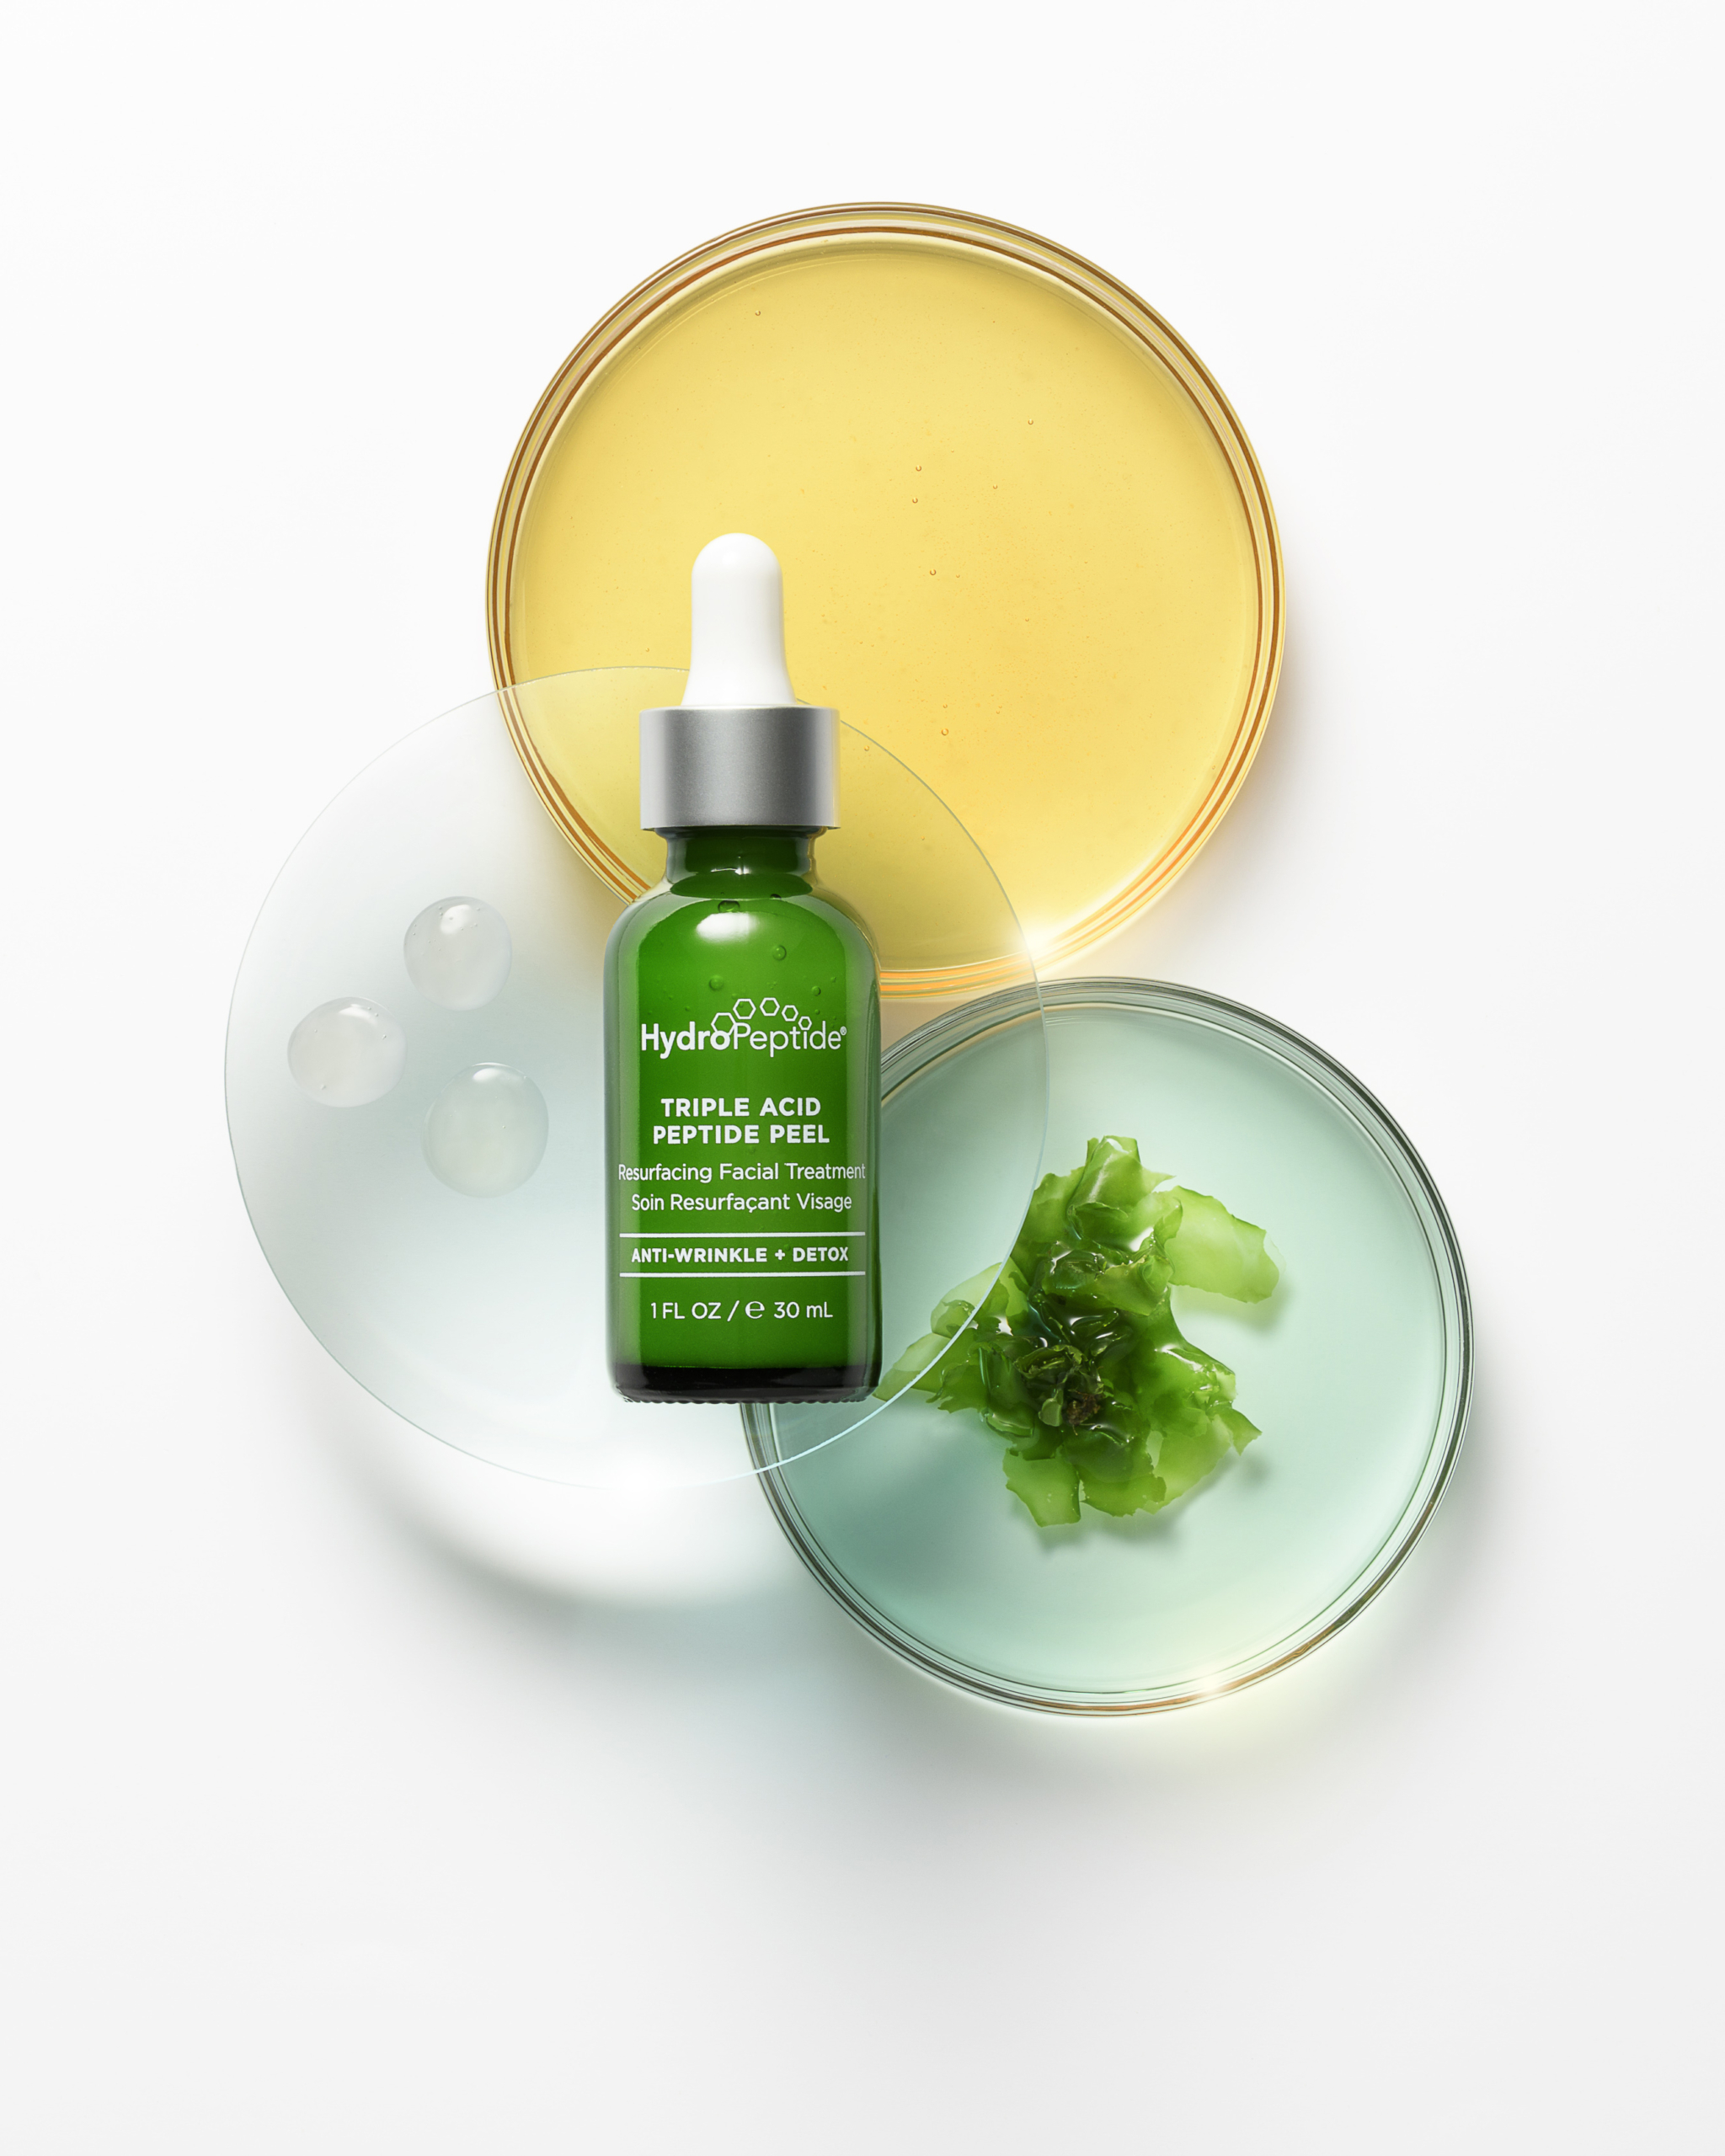 HydroPeptide®
TRIPLE ACID
PEPTIDE PEEL
Resurfacing Facial Treatment
Soin Resurfaçant Visage
ANTI-WRINKLE + DETOX
1 FL OZ / ℮ 30 mL